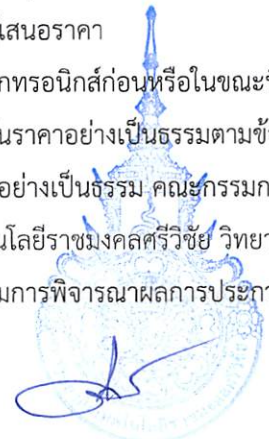 เสนอราคา
กทรอนิกส์ก่อนหรือในขณะ
นราคาอย่างเป็นธรรมตามข้
อย่างเป็นธรรม คณะกรรมก
นโลยีราชมงคลศรีวิชัย วิทยา
มการพิจารณาผลการประกา